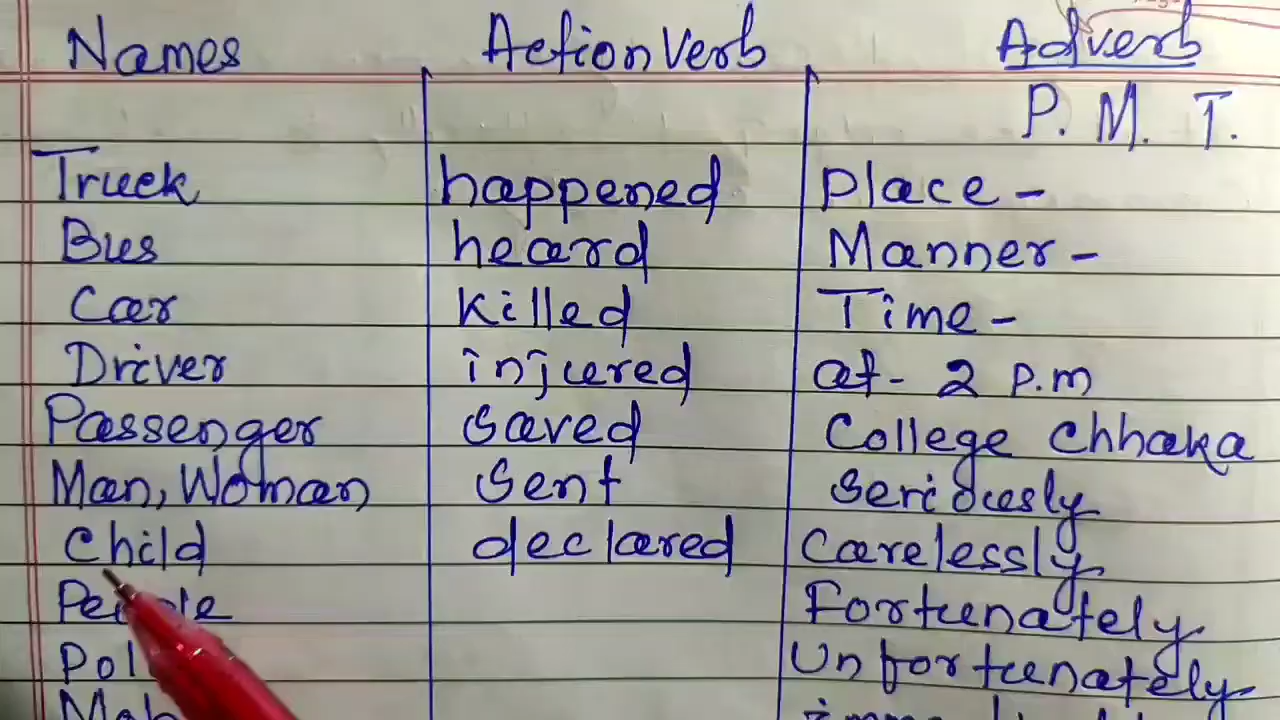 Names Action Verb Adverb
P. M. T.
Truck happened Place -
Bus heard Manner -
Car killed Time -
Driver injured at- 2 P.m
Passenger saved College Chhaka
Man, Woman Sent Seriously
Child declared Carelessly
Fortunately
Unfortunately